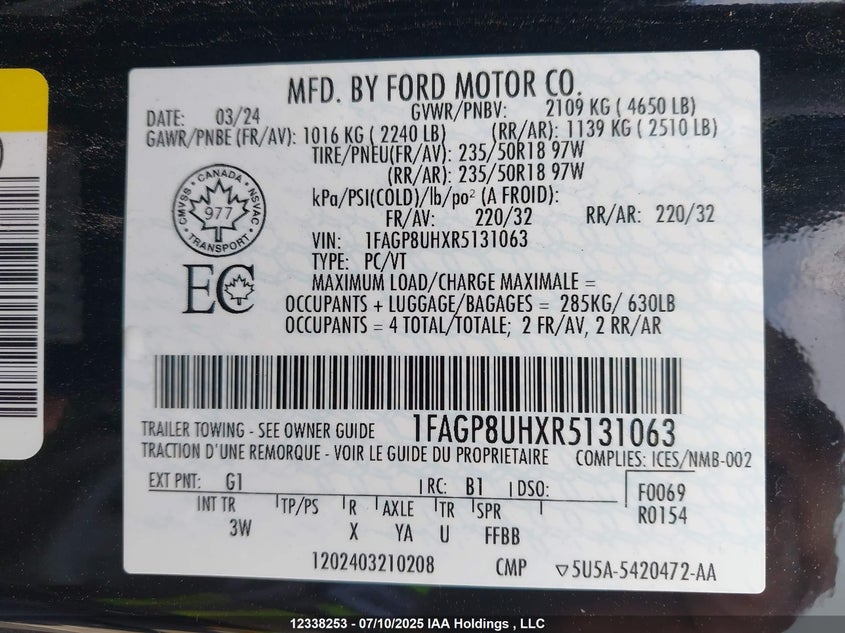 MFD. BY FORD MOTOR CO.
DATE: 03/24 GVWR/PNBV: 2109 KG ( 4650 LB)
GAWR/PNBE (FR/AV): 1016 KG ( 2240 LB) (RR/AR): 1139 KG ( 2510 LB)
TIRE/PNEU(FR/AV): 235/50R18 97W
(RR/AR): 235/50R18 97W
kPa/PSI(COLD)/lb/po² (A FROID):
FR/AV: 220/32 RR/AR: 220/32
CMVSS · CANADA · NSVAC
977
· TRANSPORT ·
VIN: 1FAGP8UHXR5131063
TYPE: PC/VT
EC
MAXIMUM LOAD/CHARGE MAXIMALE =
OCCUPANTS + LUGGAGE/BAGAGES = 285KG/ 630LB
OCCUPANTS = 4 TOTAL/TOTALE; 2 FR/AV, 2 RR/AR
TRAILER TOWING - SEE OWNER GUIDE 1FAGP8UHXR5131063
TRACTION D'UNE REMORQUE - VOIR LE GUIDE DU PROPRIETAIRE COMPLIES: ICES/NMB-002
EXT PNT: G1 RC: B1 DSO: F0069
INT TR TP/PS R AXLE TR SPR R0154
3W X YA U FFBB
1202403210208 CMP ▽5U5A-5420472-AA
12338253 - 07/10/2025 IAA Holdings , LLC